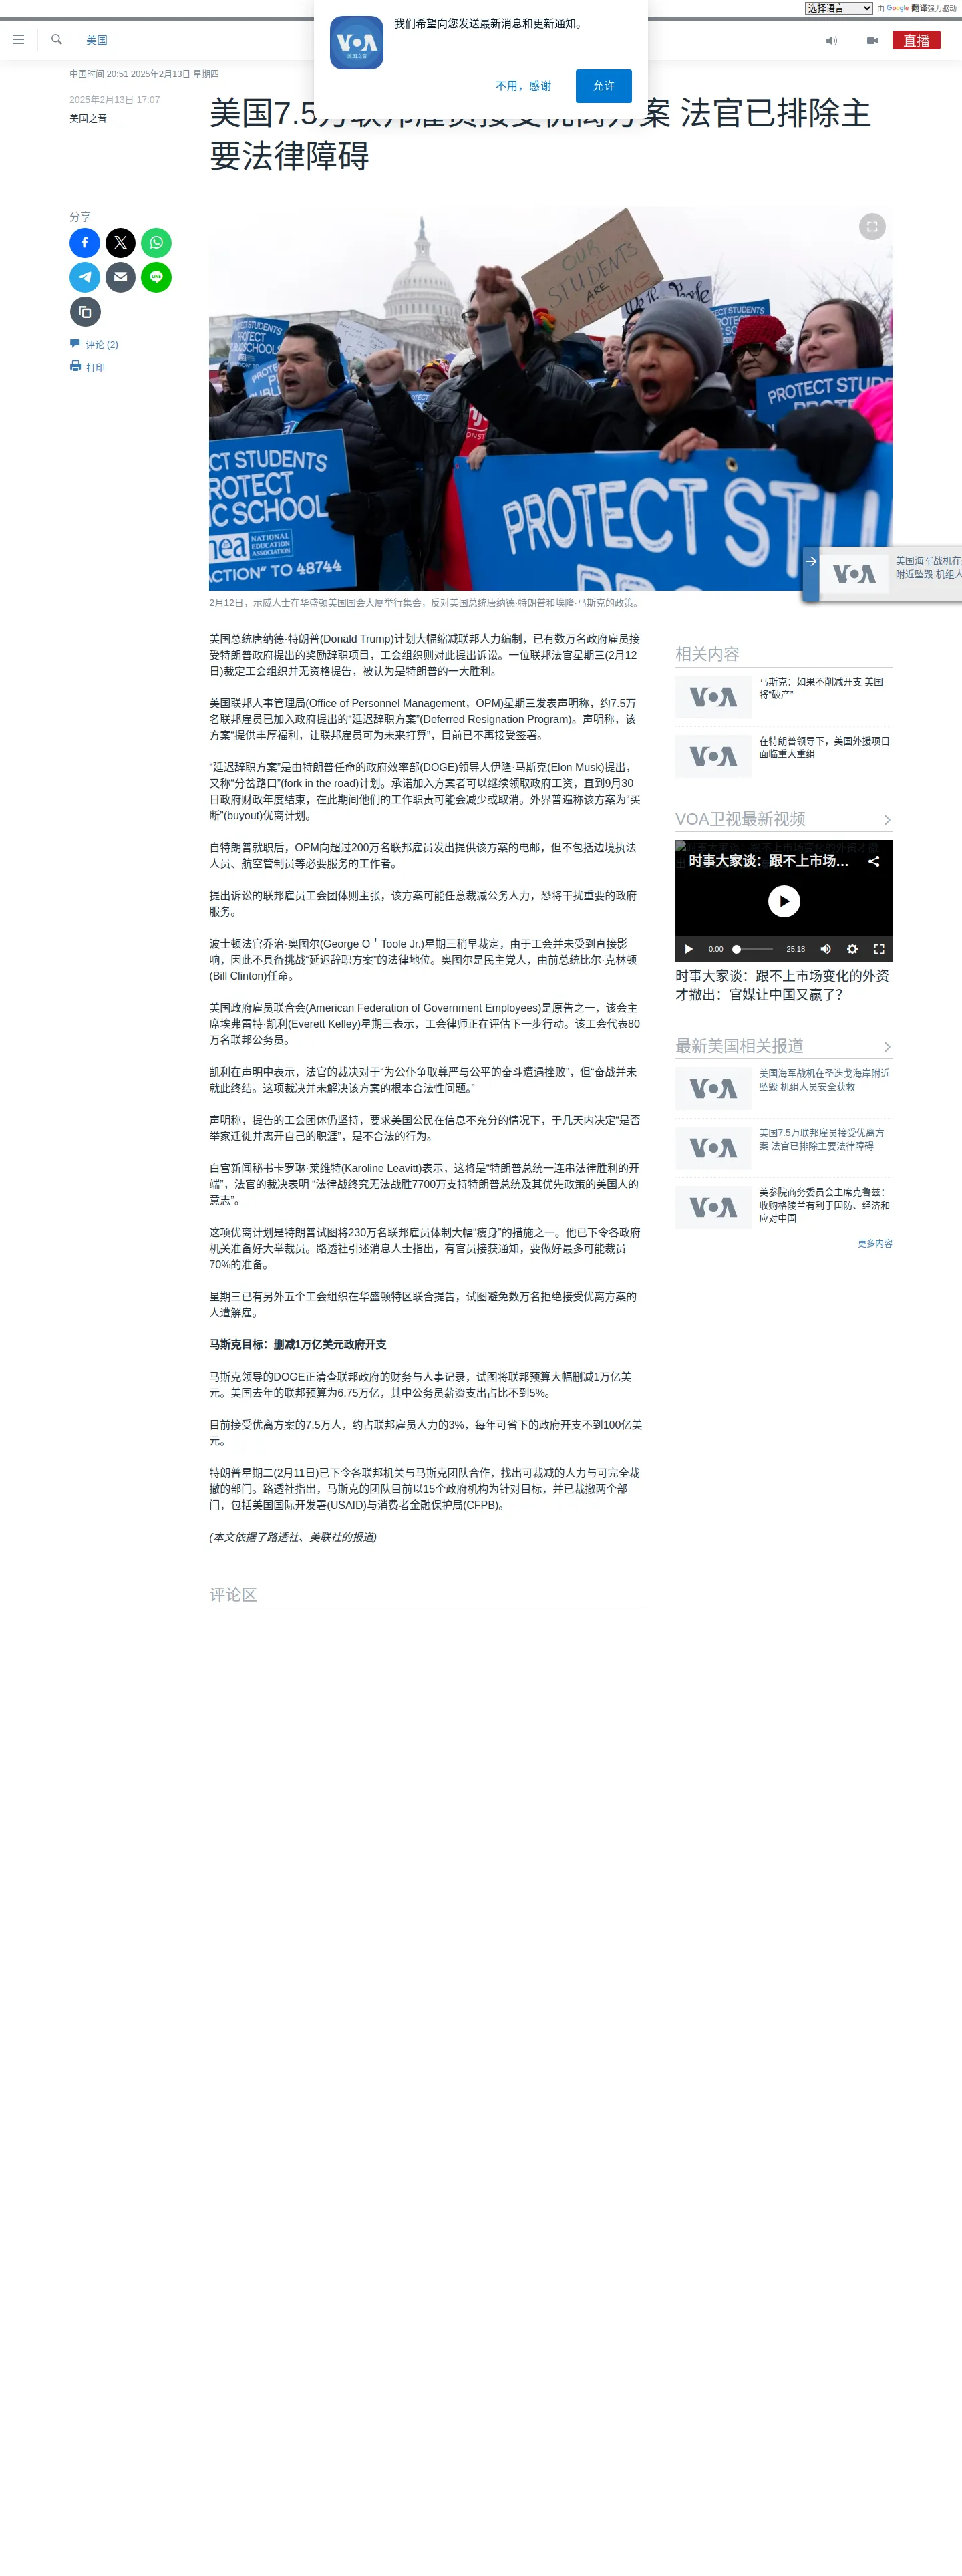 选择语言 由 Google 翻译强力驱动
我们希望向您发送最新消息和更新通知。
VOA
美国之音
不用，感谢
允许
美国
直播
中国时间 20:51 2025年2月13日 星期四
2025年2月13日 17:07
美国之音
美国7.5万联邦雇员接受优离方案 法官已排除主
要法律障碍
分享
评论 (2)
打印
OUR
STUDENTS
ARE
WATCHING
We the People
PROTECT STUDENTS
nea NATIONAL
EDUCATION
ASSOCIATION
"ACTION" TO 48744
PROTECT STU
2月12日，示威人士在华盛顿美国国会大厦举行集会，反对美国总统唐纳德·特朗普和埃隆·马斯克的政策。
VOA
美国海军战机在
附近坠毁 机组人
美国总统唐纳德·特朗普(Donald Trump)计划大幅缩减联邦人力编制，已有数万名政府雇员接
受特朗普政府提出的奖励辞职项目，工会组织则对此提出诉讼。一位联邦法官星期三(2月12
日)裁定工会组织并无资格提告，被认为是特朗普的一大胜利。
美国联邦人事管理局(Office of Personnel Management，OPM)星期三发表声明称，约7.5万
名联邦雇员已加入政府提出的“延迟辞职方案”(Deferred Resignation Program)。声明称，该
方案“提供丰厚福利，让联邦雇员可为未来打算”，目前已不再接受签署。
“延迟辞职方案”是由特朗普任命的政府效率部(DOGE)领导人伊隆·马斯克(Elon Musk)提出，
又称“分岔路口”(fork in the road)计划。承诺加入方案者可以继续领取政府工资，直到9月30
日政府财政年度结束，在此期间他们的工作职责可能会减少或取消。外界普遍称该方案为“买
断”(buyout)优离计划。
自特朗普就职后，OPM向超过200万名联邦雇员发出提供该方案的电邮，但不包括边境执法
人员、航空管制员等必要服务的工作者。
提出诉讼的联邦雇员工会团体则主张，该方案可能任意裁减公务人力，恐将干扰重要的政府
服务。
波士顿法官乔治·奥图尔(George O＇Toole Jr.)星期三稍早裁定，由于工会并未受到直接影
响，因此不具备挑战“延迟辞职方案”的法律地位。奥图尔是民主党人，由前总统比尔·克林顿
(Bill Clinton)任命。
美国政府雇员联合会(American Federation of Government Employees)是原告之一，该会主
席埃弗雷特·凯利(Everett Kelley)星期三表示，工会律师正在评估下一步行动。该工会代表80
万名联邦公务员。
凯利在声明中表示，法官的裁决对于“为公仆争取尊严与公平的奋斗遭遇挫败”，但“奋战并未
就此终结。这项裁决并未解决该方案的根本合法性问题。”
声明称，提告的工会团体仍坚持，要求美国公民在信息不充分的情况下，于几天内决定“是否
举家迁徙并离开自己的职涯”，是不合法的行为。
白宫新闻秘书卡罗琳·莱维特(Karoline Leavitt)表示，这将是“特朗普总统一连串法律胜利的开
端”，法官的裁决表明 “法律战终究无法战胜7700万支持特朗普总统及其优先政策的美国人的
意志”。
这项优离计划是特朗普试图将230万名联邦雇员体制大幅“瘦身”的措施之一。他已下令各政府
机关准备好大举裁员。路透社引述消息人士指出，有官员接获通知，要做好最多可能裁员
70%的准备。
星期三已有另外五个工会组织在华盛顿特区联合提告，试图避免数万名拒绝接受优离方案的
人遭解雇。
马斯克目标：删减1万亿美元政府开支
马斯克领导的DOGE正清查联邦政府的财务与人事记录，试图将联邦预算大幅删减1万亿美
元。美国去年的联邦预算为6.75万亿，其中公务员薪资支出占比不到5%。
目前接受优离方案的7.5万人，约占联邦雇员人力的3%，每年可省下的政府开支不到100亿美
元。
特朗普星期二(2月11日)已下令各联邦机关与马斯克团队合作，找出可裁减的人力与可完全裁
撤的部门。路透社指出，马斯克的团队目前以15个政府机构为针对目标，并已裁撤两个部
门，包括美国国际开发署(USAID)与消费者金融保护局(CFPB)。
(本文依据了路透社、美联社的报道)
评论区
相关内容
VOA
马斯克：如果不削减开支 美国
将“破产”
VOA
在特朗普领导下，美国外援项目
面临重大重组
VOA卫视最新视频
时事大家谈：跟不上市场...
0:00
25:18
时事大家谈：跟不上市场变化的外资
才撤出：官媒让中国又赢了？
最新美国相关报道
VOA
美国海军战机在圣迭戈海岸附近
坠毁 机组人员安全获救
VOA
美国7.5万联邦雇员接受优离方
案 法官已排除主要法律障碍
VOA
美参院商务委员会主席克鲁兹：
收购格陵兰有利于国防、经济和
应对中国
更多内容